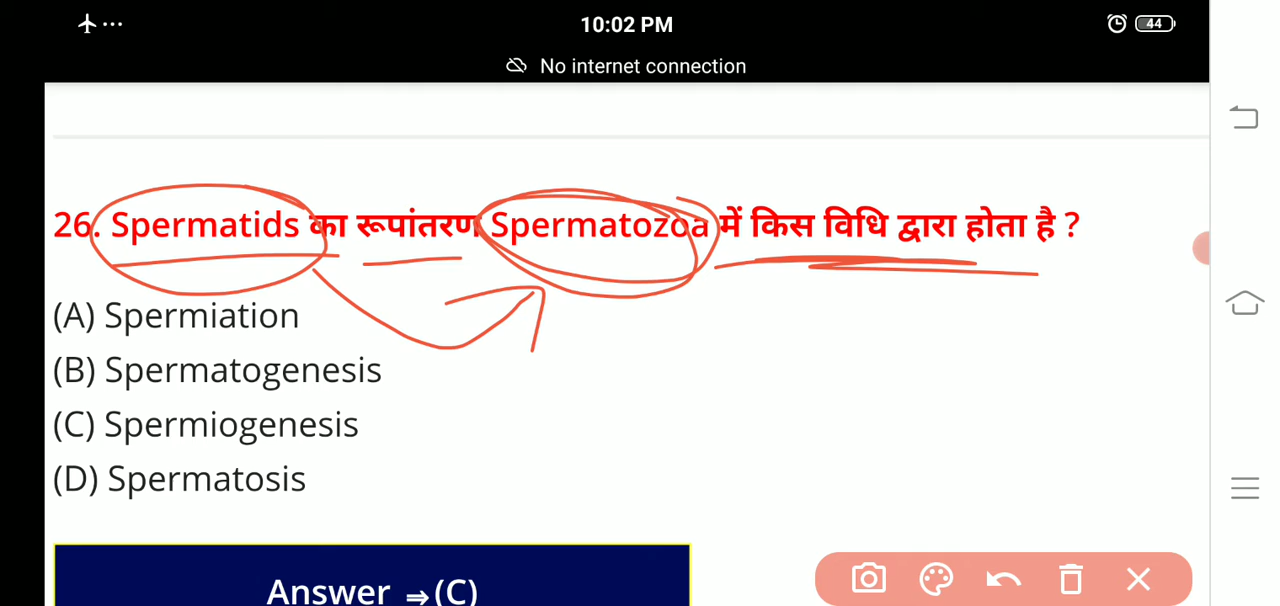 10:02 PM
44
No internet connection
26. Spermatids का रूपांतरण Spermatozoa में किस विधि द्वारा होता है ?
(A) Spermiation
(B) Spermatogenesis
(C) Spermiogenesis
(D) Spermatosis
Answer ⇒ (C)